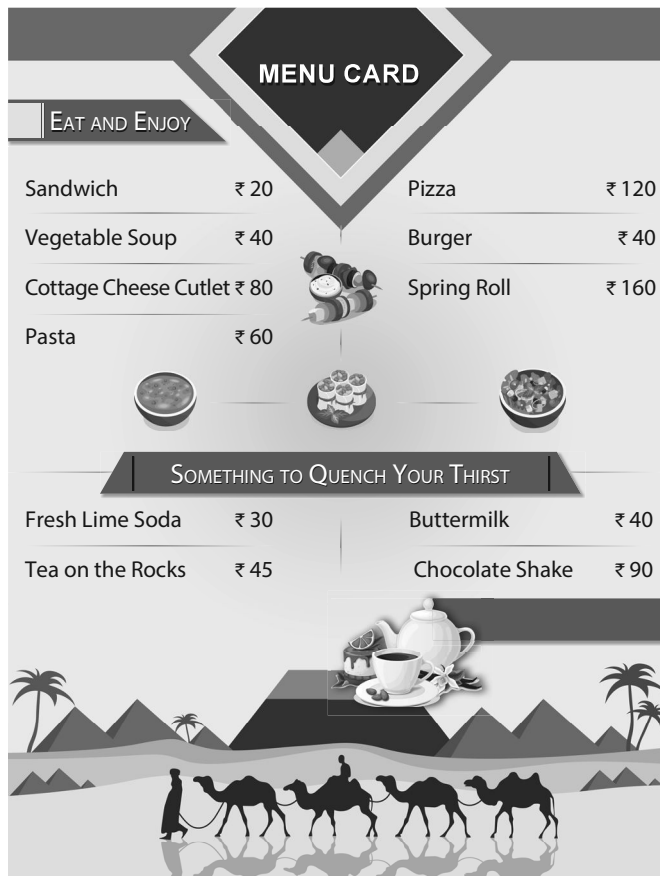 MENU CARD
EAT AND ENJOY
Sandwich ₹ 20
Vegetable Soup ₹ 40
Cottage Cheese Cutlet ₹ 80
Pasta ₹ 60
Pizza ₹ 120
Burger ₹ 40
Spring Roll ₹ 160
SOMETHING TO QUENCH YOUR THIRST
Fresh Lime Soda ₹ 30
Tea on the Rocks ₹ 45
Buttermilk ₹ 40
Chocolate Shake ₹ 90